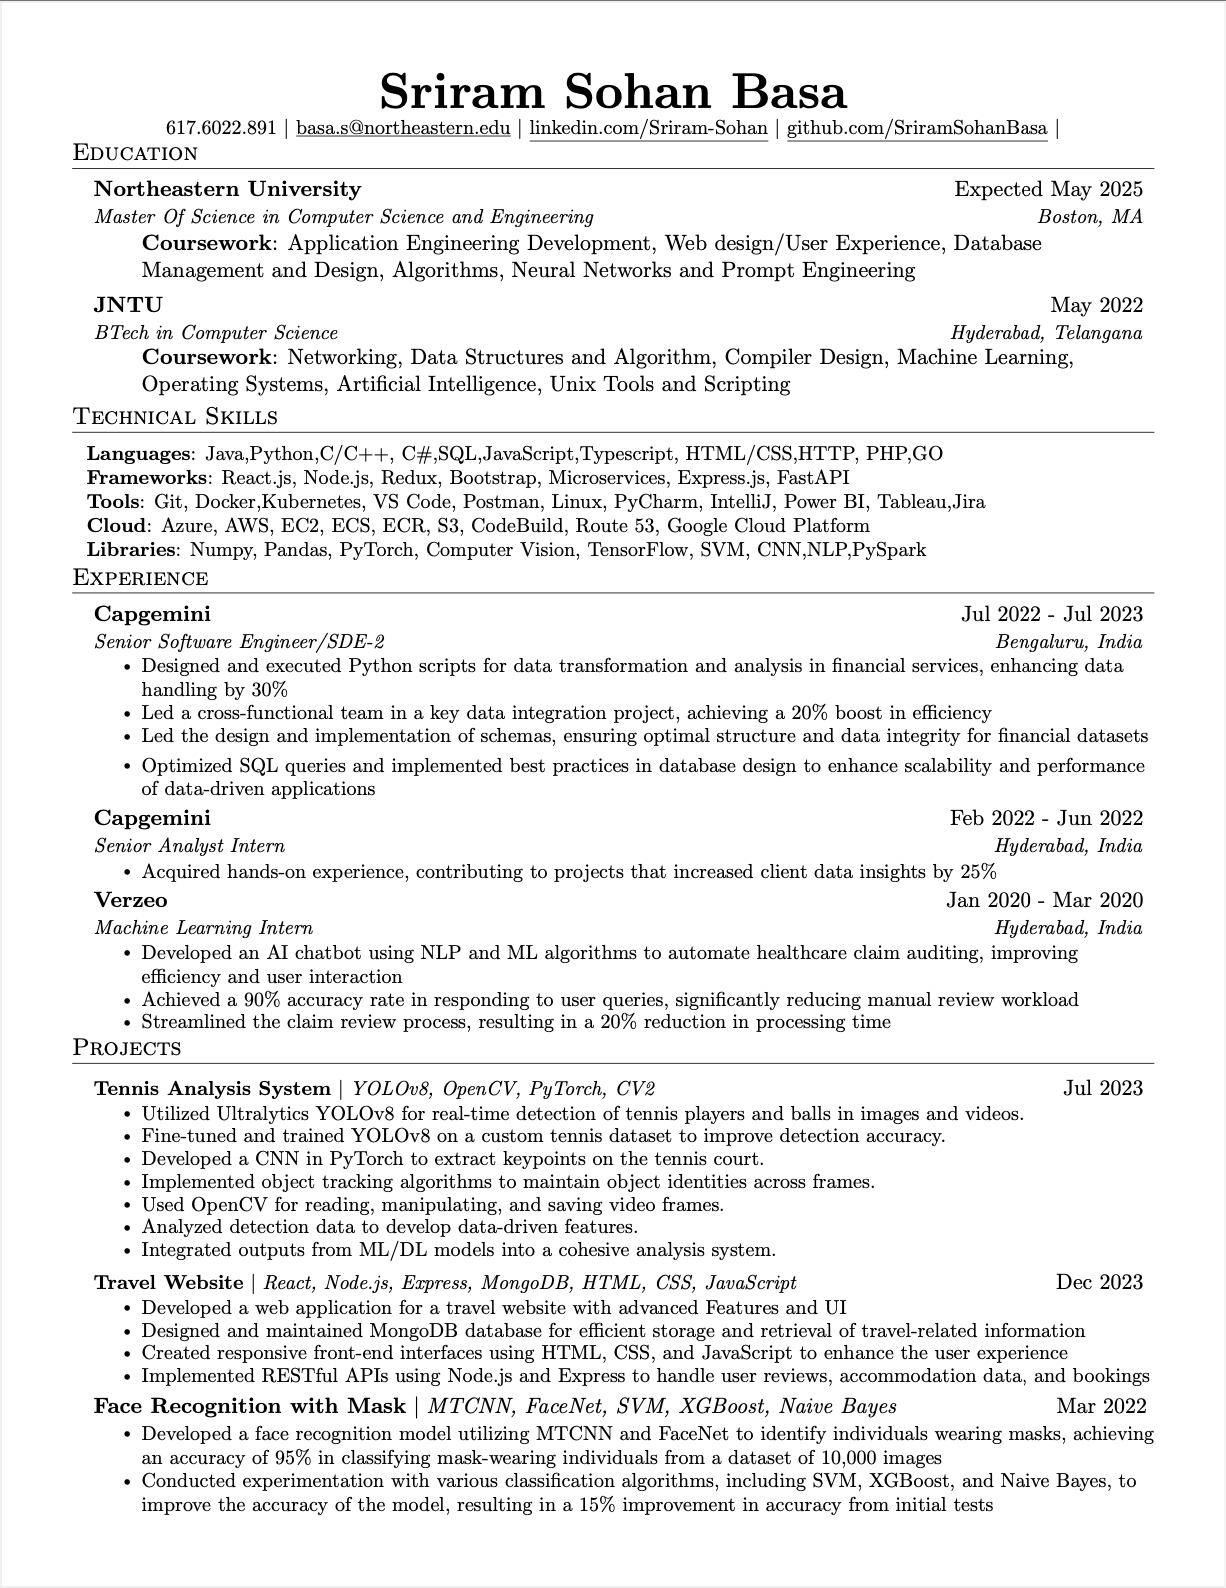 Sriram Sohan Basa
617.6022.891 | basa.s@northeastern.edu | linkedin.com/Sriram-Sohan | github.com/SriramSohanBasa |
Education
Northeastern University Expected May 2025
Master Of Science in Computer Science and Engineering Boston, MA
Coursework: Application Engineering Development, Web design/User Experience, Database
Management and Design, Algorithms, Neural Networks and Prompt Engineering
JNTU May 2022
BTech in Computer Science Hyderabad, Telangana
Coursework: Networking, Data Structures and Algorithm, Compiler Design, Machine Learning,
Operating Systems, Artificial Intelligence, Unix Tools and Scripting
Technical Skills
Languages: Java,Python,C/C++, C#,SQL,JavaScript,Typescript, HTML/CSS,HTTP, PHP,GO
Frameworks: React.js, Node.js, Redux, Bootstrap, Microservices, Express.js, FastAPI
Tools: Git, Docker,Kubernetes, VS Code, Postman, Linux, PyCharm, IntelliJ, Power BI, Tableau,Jira
Cloud: Azure, AWS, EC2, ECS, ECR, S3, CodeBuild, Route 53, Google Cloud Platform
Libraries: Numpy, Pandas, PyTorch, Computer Vision, TensorFlow, SVM, CNN,NLP,PySpark
Experience
Capgemini Jul 2022 - Jul 2023
Senior Software Engineer/SDE-2 Bengaluru, India
• Designed and executed Python scripts for data transformation and analysis in financial services, enhancing data
handling by 30%
• Led a cross-functional team in a key data integration project, achieving a 20% boost in efficiency
• Led the design and implementation of schemas, ensuring optimal structure and data integrity for financial datasets
• Optimized SQL queries and implemented best practices in database design to enhance scalability and performance
of data-driven applications
Capgemini Feb 2022 - Jun 2022
Senior Analyst Intern Hyderabad, India
• Acquired hands-on experience, contributing to projects that increased client data insights by 25%
Verzeo Jan 2020 - Mar 2020
Machine Learning Intern Hyderabad, India
• Developed an AI chatbot using NLP and ML algorithms to automate healthcare claim auditing, improving
efficiency and user interaction
• Achieved a 90% accuracy rate in responding to user queries, significantly reducing manual review workload
• Streamlined the claim review process, resulting in a 20% reduction in processing time
Projects
Tennis Analysis System | YOLOv8, OpenCV, PyTorch, CV2 Jul 2023
• Utilized Ultralytics YOLOv8 for real-time detection of tennis players and balls in images and videos.
• Fine-tuned and trained YOLOv8 on a custom tennis dataset to improve detection accuracy.
• Developed a CNN in PyTorch to extract keypoints on the tennis court.
• Implemented object tracking algorithms to maintain object identities across frames.
• Used OpenCV for reading, manipulating, and saving video frames.
• Analyzed detection data to develop data-driven features.
• Integrated outputs from ML/DL models into a cohesive analysis system.
Travel Website | React, Node.js, Express, MongoDB, HTML, CSS, JavaScript Dec 2023
• Developed a web application for a travel website with advanced Features and UI
• Designed and maintained MongoDB database for efficient storage and retrieval of travel-related information
• Created responsive front-end interfaces using HTML, CSS, and JavaScript to enhance the user experience
• Implemented RESTful APIs using Node.js and Express to handle user reviews, accommodation data, and bookings
Face Recognition with Mask | MTCNN, FaceNet, SVM, XGBoost, Naive Bayes Mar 2022
• Developed a face recognition model utilizing MTCNN and FaceNet to identify individuals wearing masks, achieving
an accuracy of 95% in classifying mask-wearing individuals from a dataset of 10,000 images
• Conducted experimentation with various classification algorithms, including SVM, XGBoost, and Naive Bayes, to
improve the accuracy of the model, resulting in a 15% improvement in accuracy from initial tests